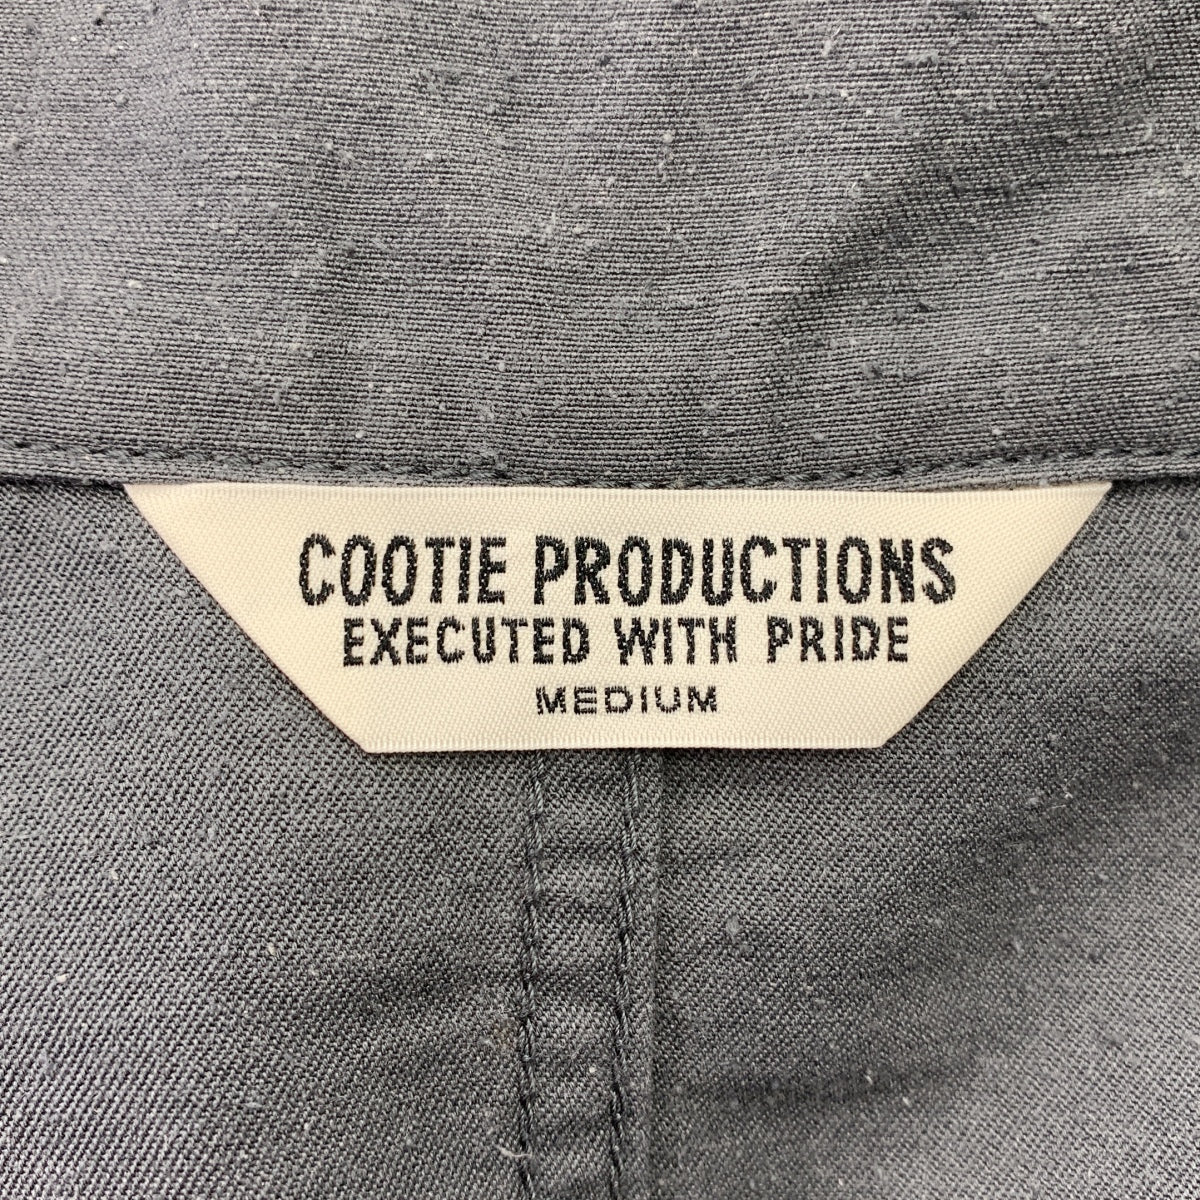 COOTIE PRODUCTIONS
EXECUTED WITH PRIDE
MEDIUM